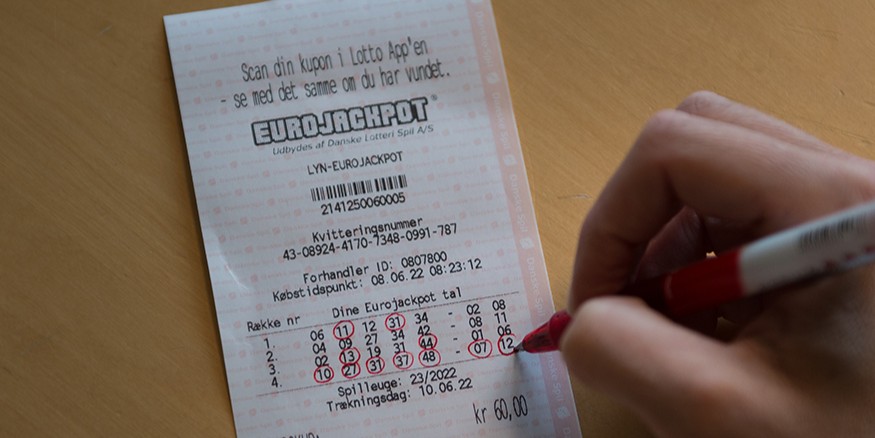 Scan din kupon i Lotto App'en
- se med det samme om du har vundet.
EUROJACKPOT®
Udbydes af Danske Lotteri Spil A/S
LYN-EUROJACKPOT
2141250060005
Kvitteringsnummer
43-08924-4170-7348-0991-787
Forhandler ID: 0807800
Købstidspunkt: 08.06.22 08:23:12
Række nr Dine Eurojackpot tal
1. 06 11 12 31 34 - 02 08
2. 04 09 27 34 42 - 08 11
3. 02 13 19 31 44 - 01 06
4. 10 27 31 37 48 - 07 12
Spilleuge: 23/2022
Trækningsdag: 10.06.22
kr 60,00